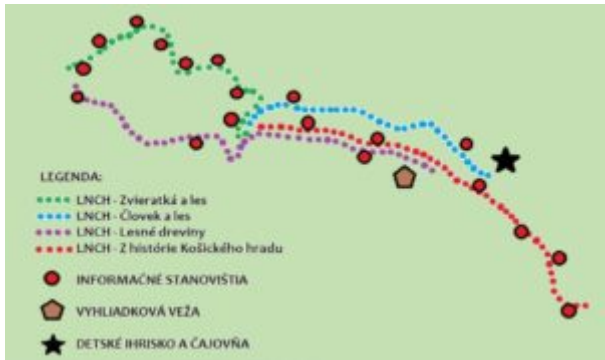 LEGENDA:
LNCH - Zvieratká a les
LNCH - Človek a les
LNCH - Lesné dreviny
LNCH - Z histórie Košického hradu
INFORMAČNÉ STANOVIŠTIA
VYHLIADKOVÁ VEŽA
DETSKÉ IHRISKO A ČAJOVŇA